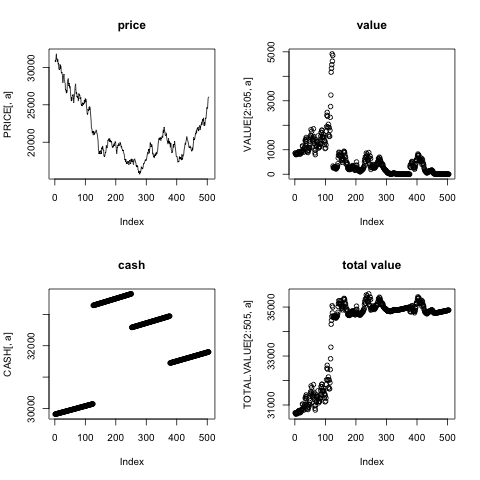 price
PRICE[, a]
20000 25000 30000
0 100 200 300 400 500
Index
value
VALUE[2:505, a]
0 1000 3000 5000
0 100 200 300 400 500
Index
cash
CASH[, a]
30000 32000
0 100 200 300 400 500
Index
total value
TOTAL.VALUE[2:505, a]
31000 33000 35000
0 100 200 300 400 500
Index